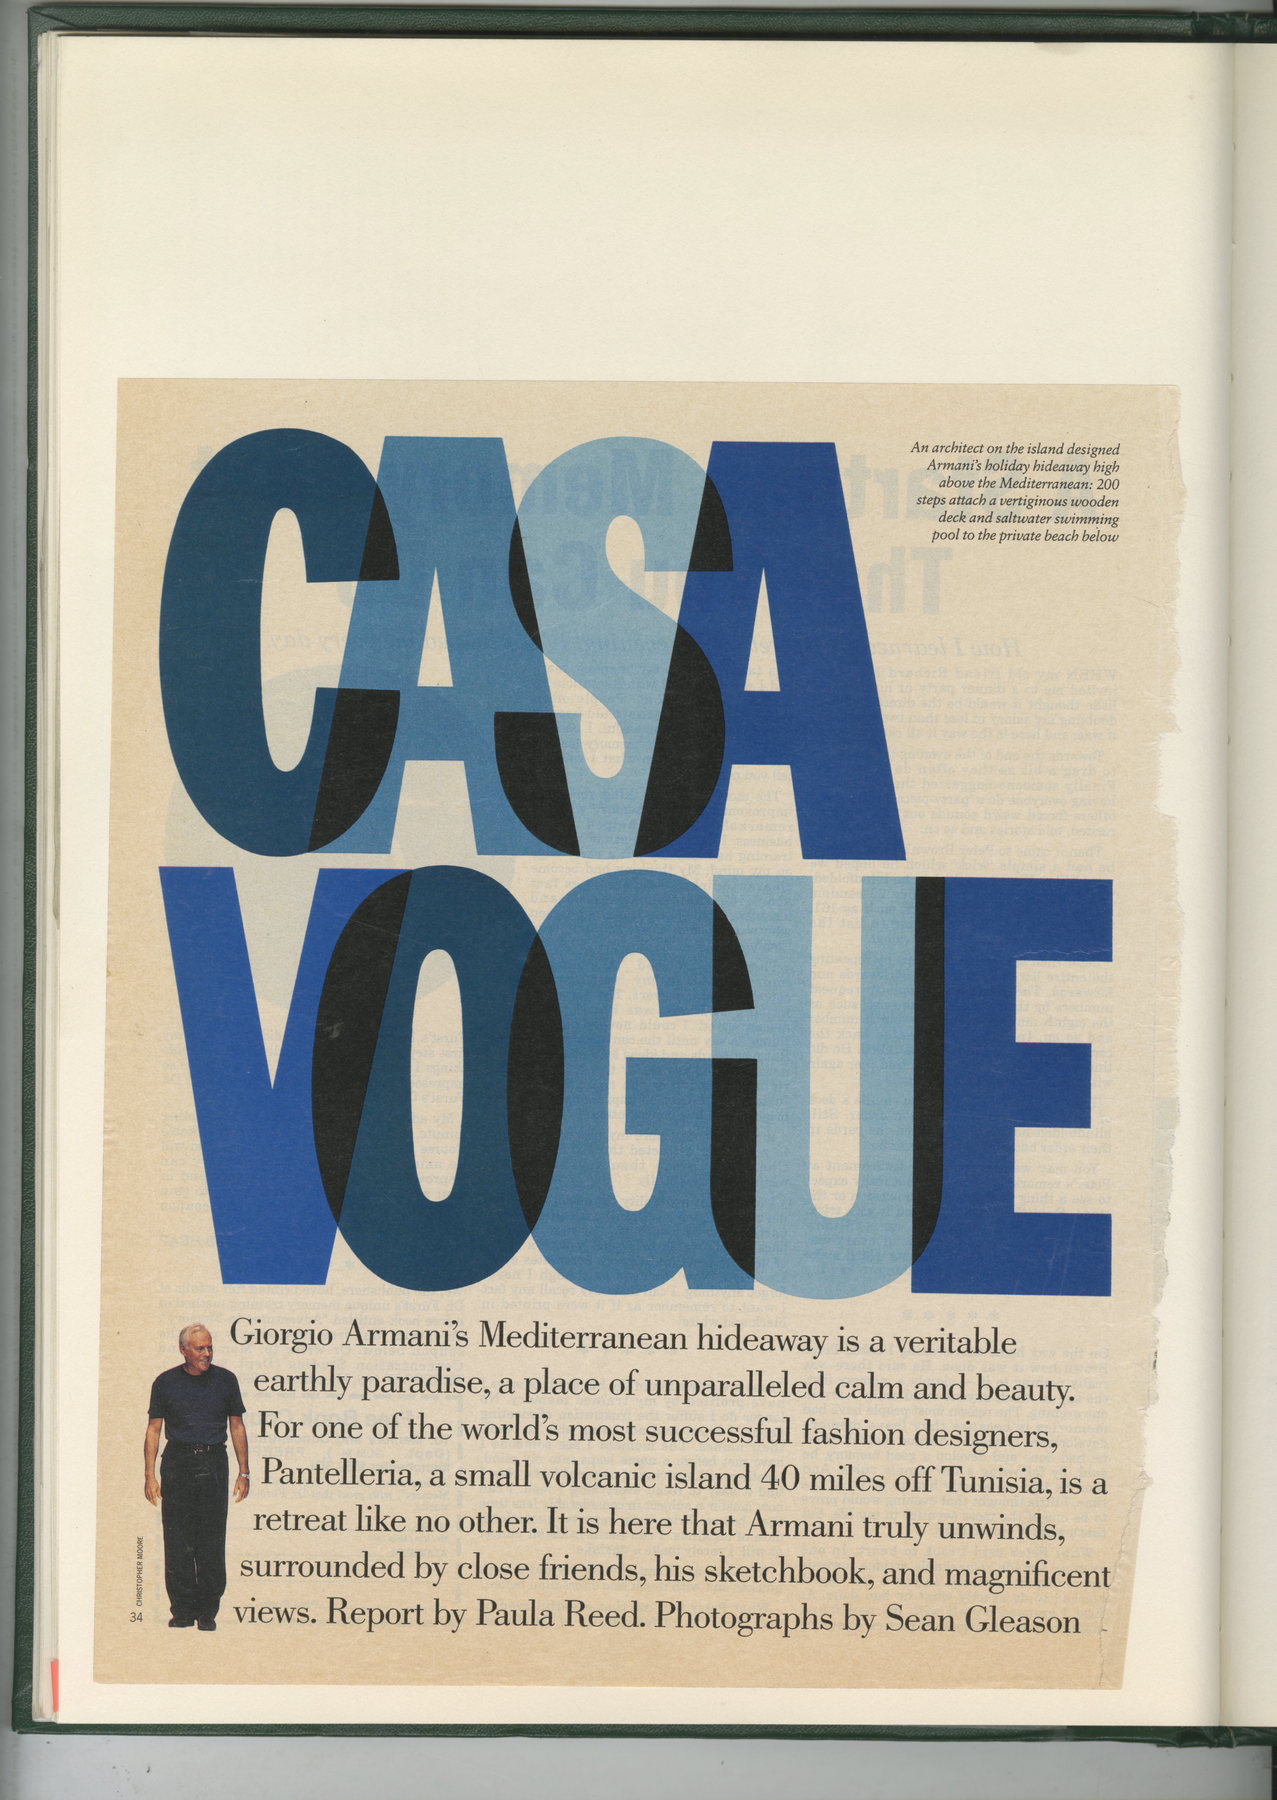 CASA
VOGUE
An architect on the island designed
Armani's holiday hideaway high
above the Mediterranean: 200
steps attach a vertiginous wooden
deck and saltwater swimming
pool to the private beach below
Giorgio Armani's Mediterranean hideaway is a veritable
earthly paradise, a place of unparalleled calm and beauty.
For one of the world's most successful fashion designers,
Pantelleria, a small volcanic island 40 miles off Tunisia, is a
retreat like no other. It is here that Armani truly unwinds,
surrounded by close friends, his sketchbook, and magnificent
views. Report by Paula Reed. Photographs by Sean Gleason
CHRISTOPHER MOORE
34